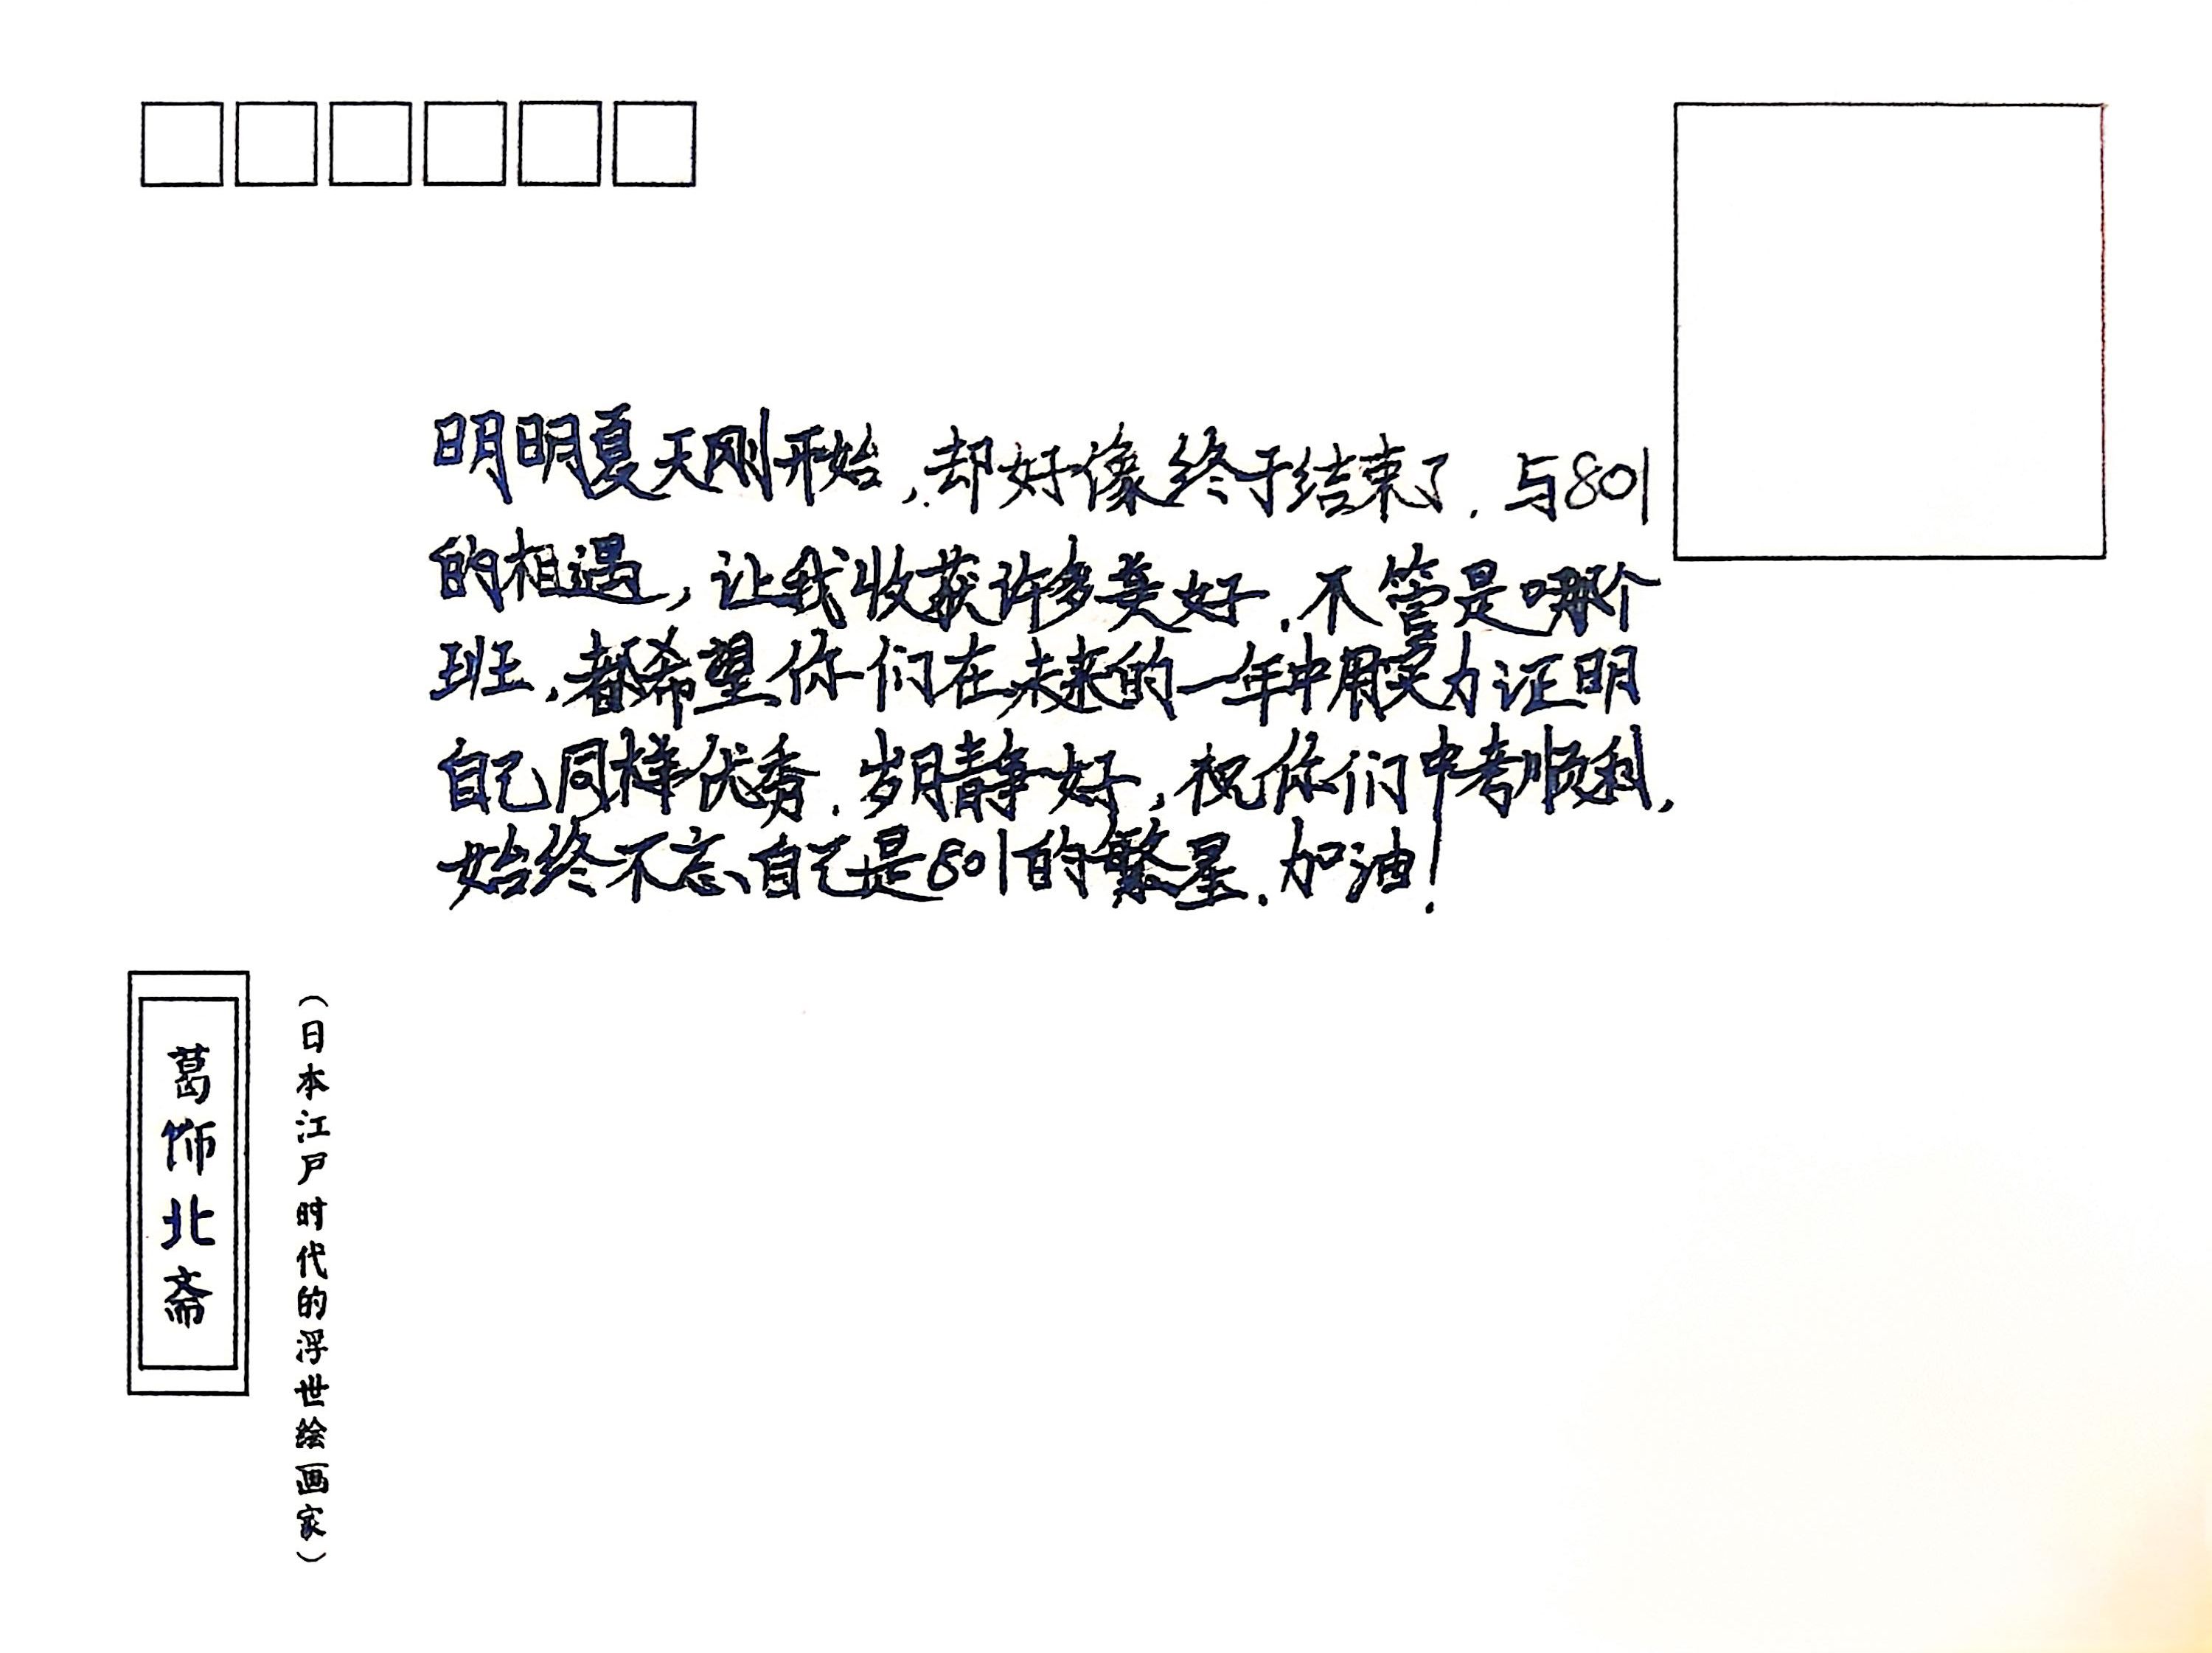 明明夏天刚开始,却好像终于结束了.与801
的相遇,让我收获许多美好.不管是哪个
班,都希望你们在未来的一年中用实力证明
自己同样优秀.岁月静好,祝你们中考顺利,
始终不忘自己是801的繁星.加油!
葛饰北斋
(日本江户时代的浮世绘画家)